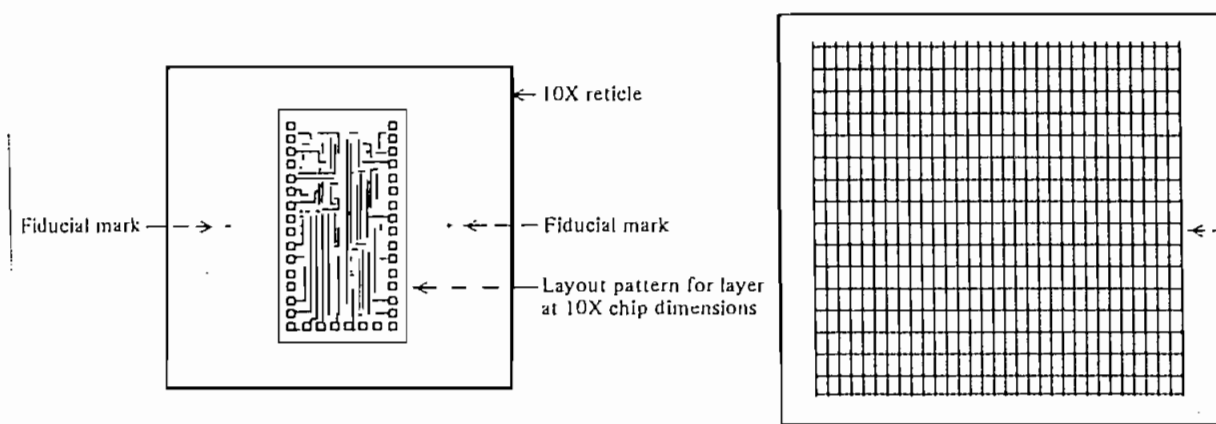 10X reticle
Fiducial mark
Fiducial mark
Layout pattern for layer
at 10X chip dimensions